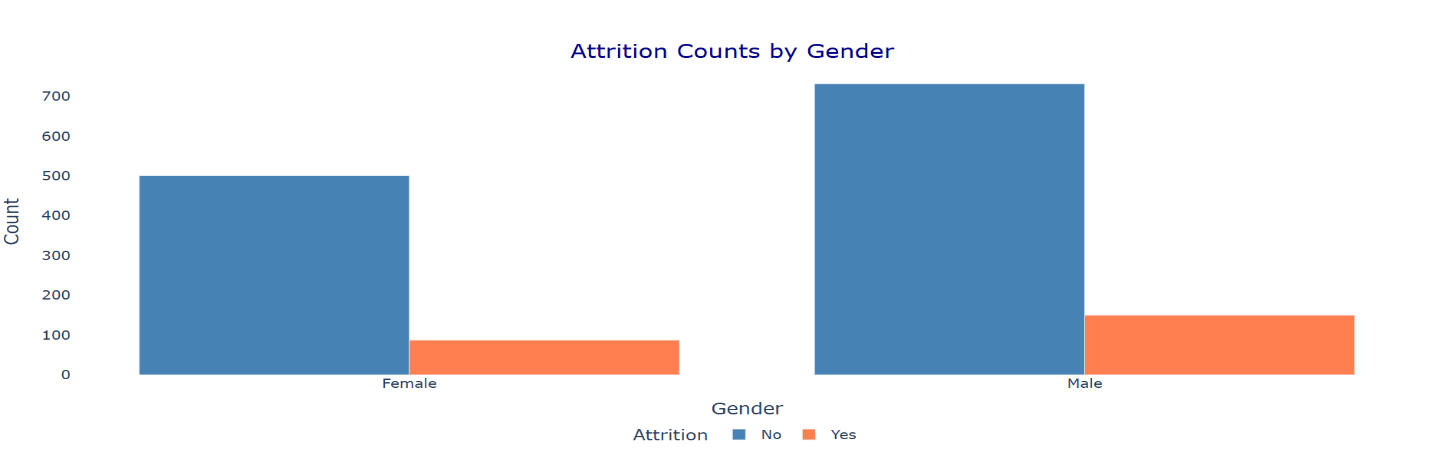 Attrition Counts by Gender
700
600
500
400
300
200
100
0
Count
Female Male
Gender
Attrition No Yes